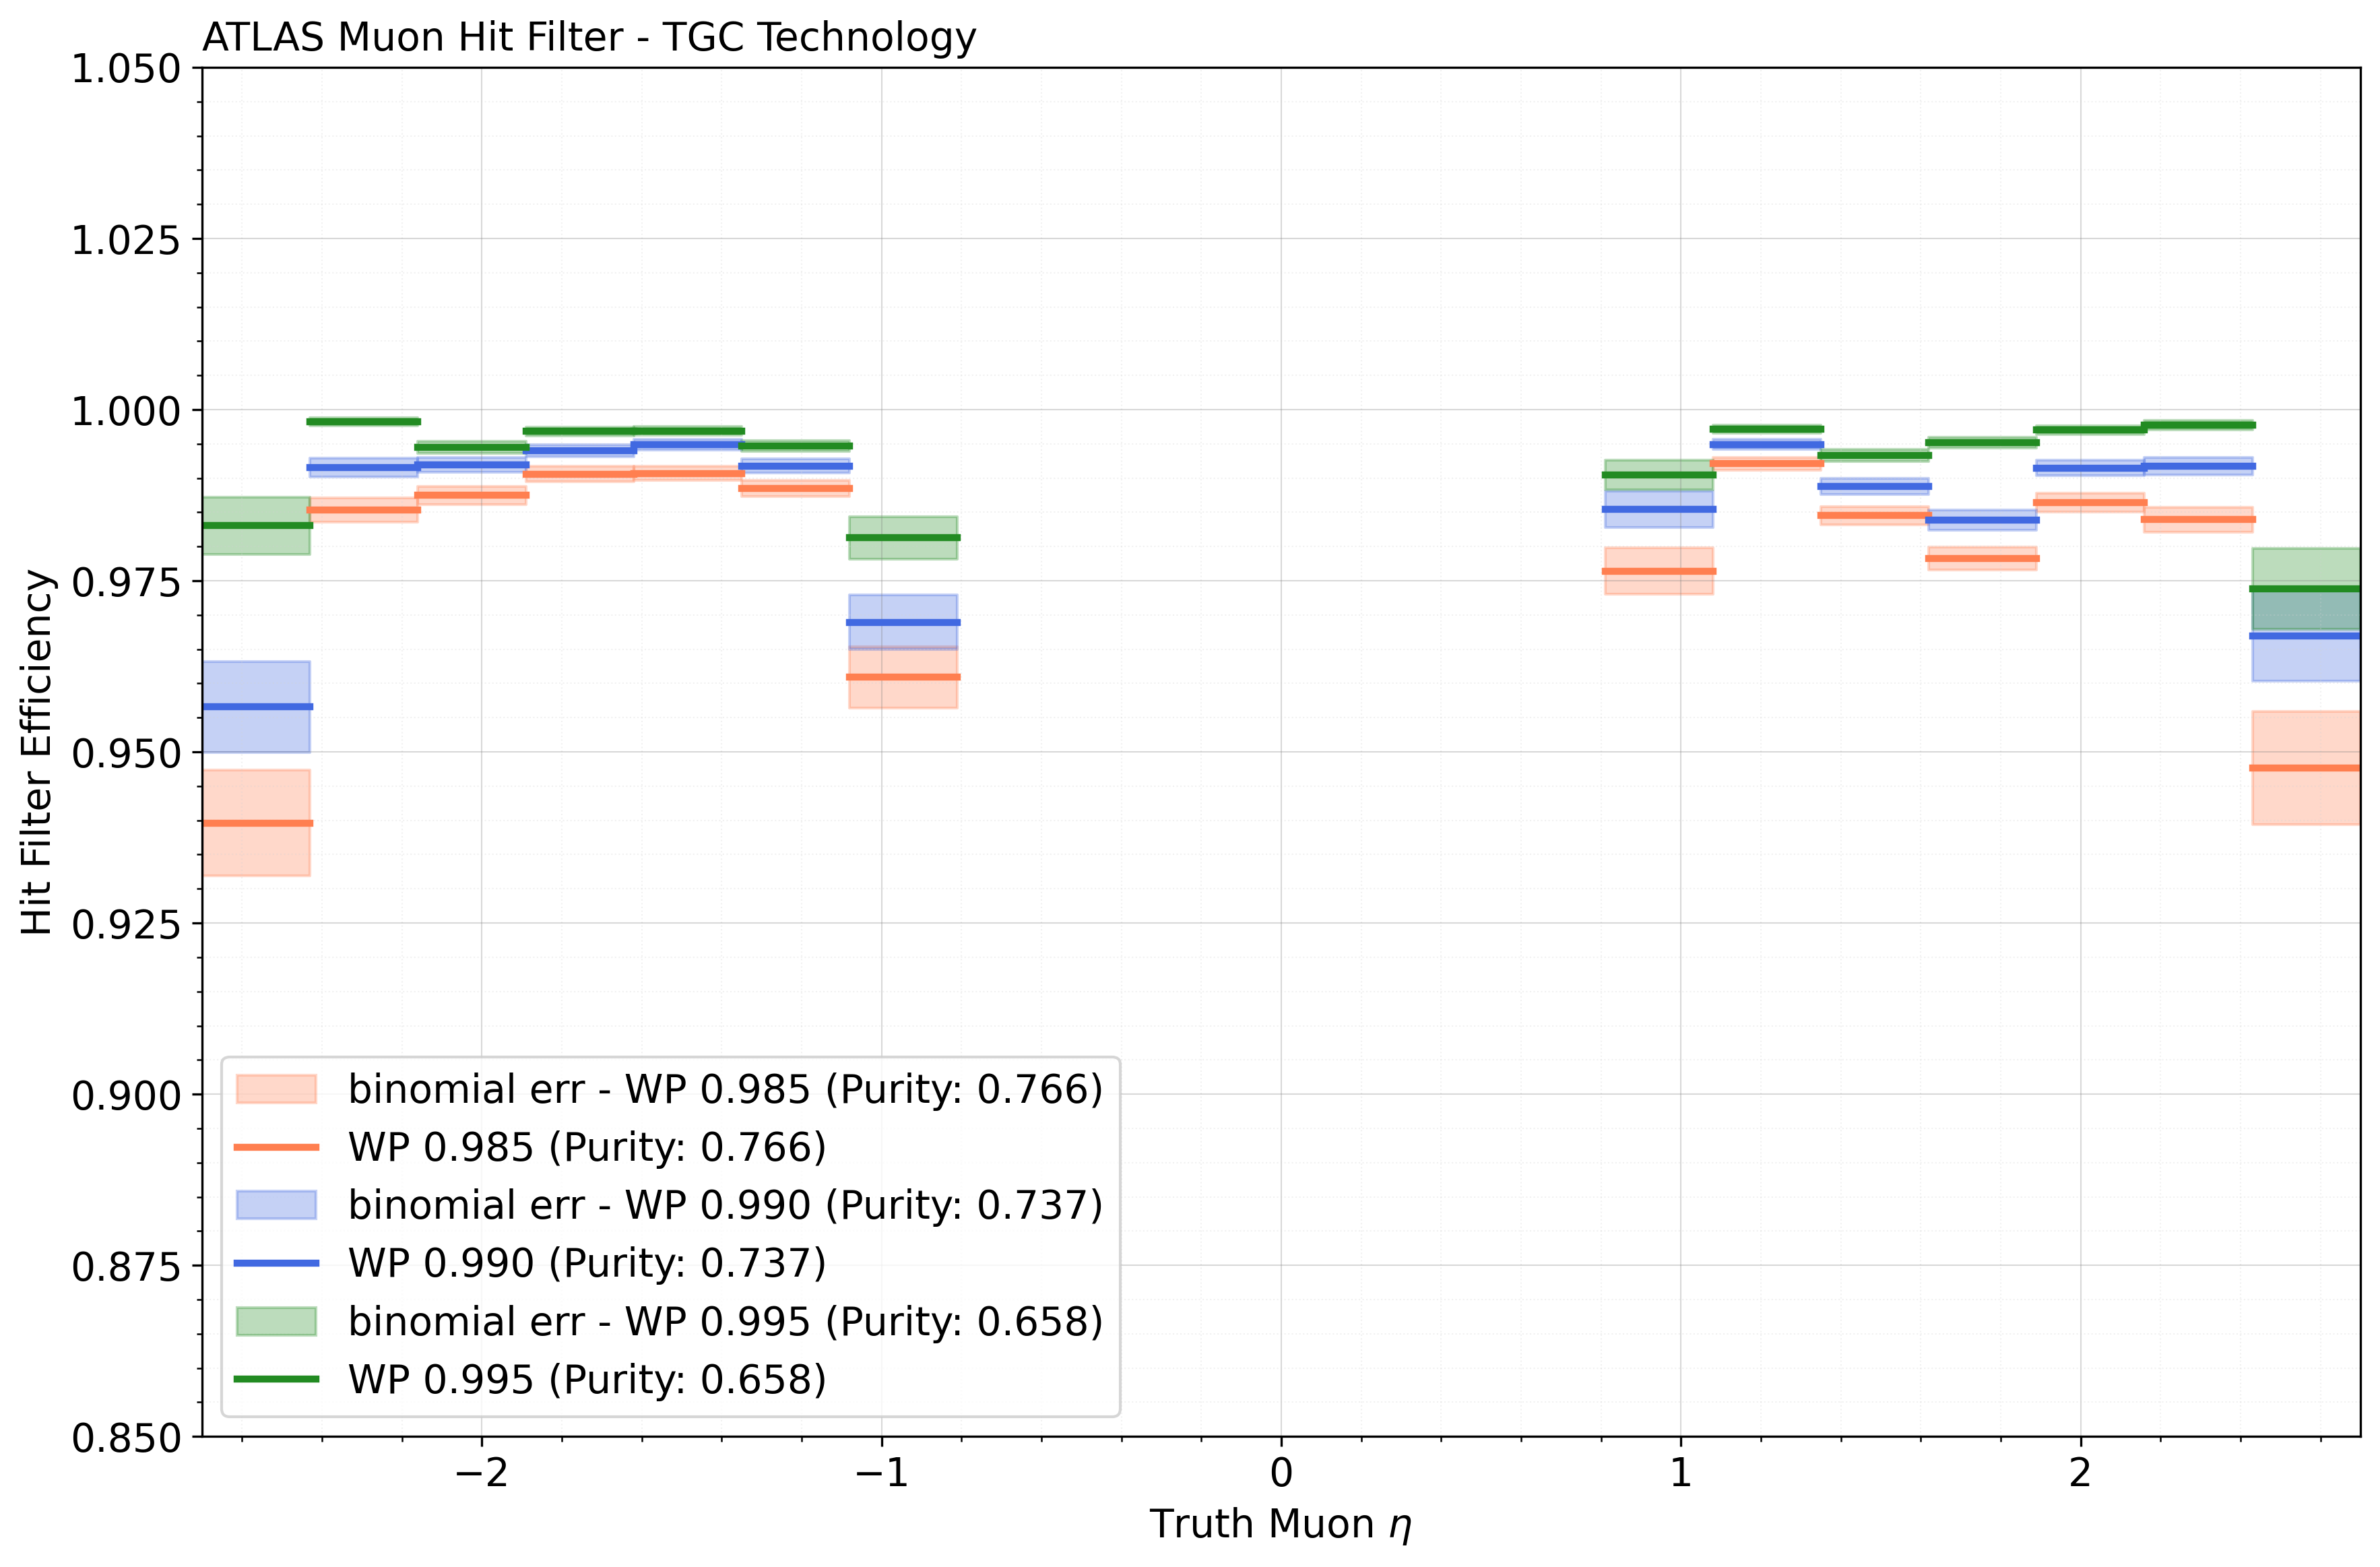 ATLAS Muon Hit Filter - TGC Technology
1.050
1.025
1.000
0.975
0.950
0.925
0.900
0.875
0.850
Hit Filter Efficiency
binomial err - WP 0.985 (Purity: 0.766)
WP 0.985 (Purity: 0.766)
binomial err - WP 0.990 (Purity: 0.737)
WP 0.990 (Purity: 0.737)
binomial err - WP 0.995 (Purity: 0.658)
WP 0.995 (Purity: 0.658)
−2 −1 0 1 2
Truth Muon η